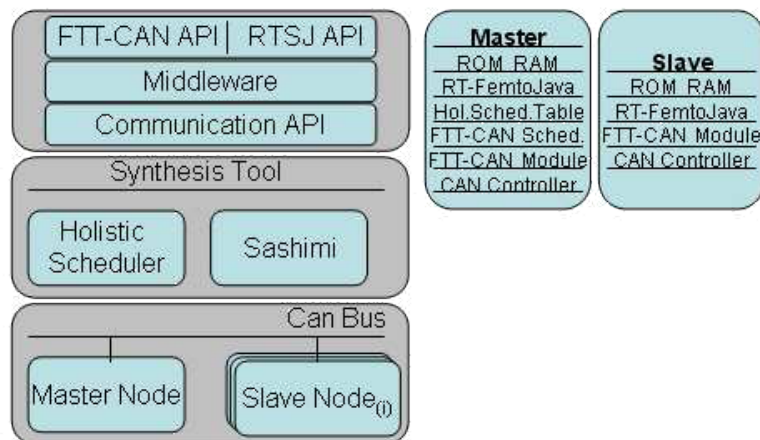 FTT-CAN API | RTSJ API
Middleware
Communication API
Synthesis Tool
Holistic
Scheduler
Sashimi
Can Bus
Master Node
Slave Node(i)
Master
ROM RAM
RT-FemtoJava
Hol.Sched.Table
FTT-CAN Sched.
FTT-CAN Module
CAN Controller
Slave
ROM RAM
RT-FemtoJava
FTT-CAN Module
CAN Controller